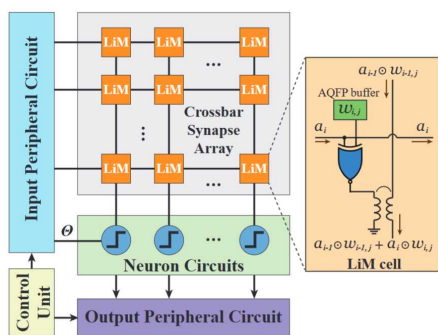 Input Peripheral Circuit
LiM LiM ... LiM
LiM LiM ... LiM
Crossbar
Synapse
Array
LiM LiM ... LiM
Θ
...
Neuron Circuits
Control
Unit
Output Peripheral Circuit
a_{i-1} ⊙ w_{i-1,j}
AQFP buffer
w_{i,j}
a_i a_i
a_{i-1} ⊙ w_{i-1,j} + a_i ⊙ w_{i,j}
LiM cell